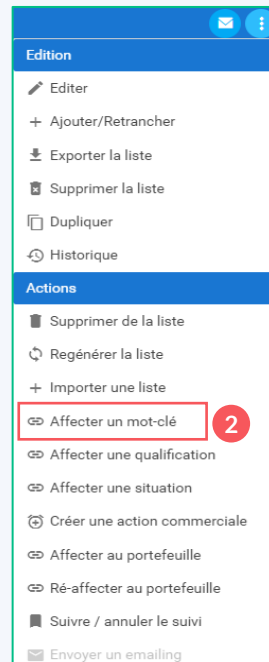 Edition
Editer
Ajouter/Retrancher
Exporter la liste
Supprimer la liste
Dupliquer
Historique
Actions
Supprimer de la liste
Regénérer la liste
Importer une liste
Affecter un mot-clé
2
Affecter une qualification
Affecter une situation
Créer une action commerciale
Affecter au portefeuille
Ré-affecter au portefeuille
Suivre / annuler le suivi
Envoyer un emailing